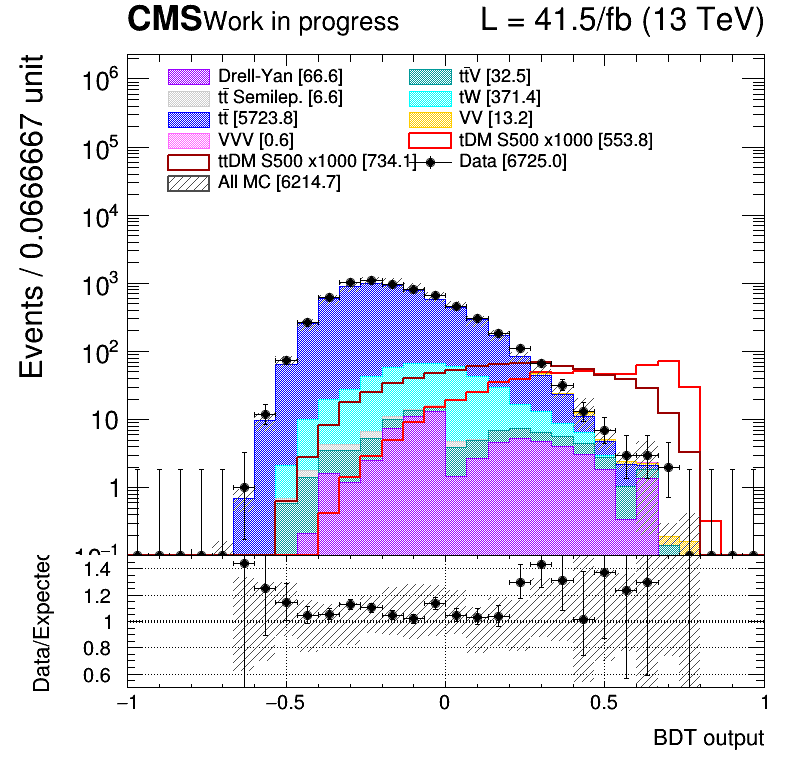 CMS Work in progress L = 41.5/fb (13 TeV)
Events / 0.0666667 unit
10⁶
10⁵
10⁴
10³
10²
10
1
10⁻¹
Drell-Yan [66.6]
tt̄ Semilep. [6.6]
tt̄ [5723.8]
VVV [0.6]
ttDM S500 x1000 [734.1]
All MC [6214.7]
tt̄V [32.5]
tW [371.4]
VV [13.2]
tDM S500 x1000 [553.8]
Data [6725.0]
Data/Expected
1.4
1.2
1
0.8
0.6
−1 −0.5 0 0.5 1
BDT output